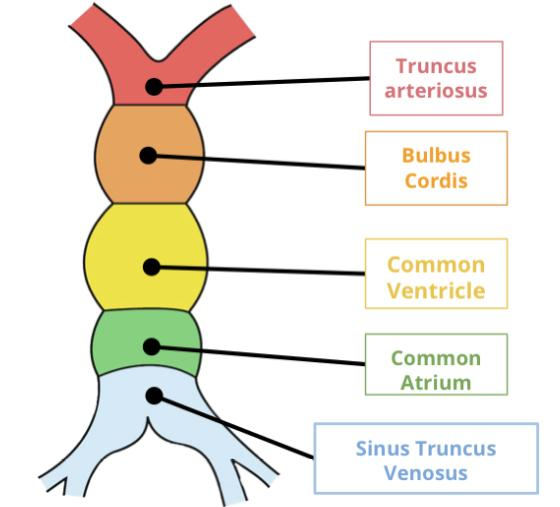 Truncus
arteriosus
Bulbus
Cordis
Common
Ventricle
Common
Atrium
Sinus Truncus
Venosus